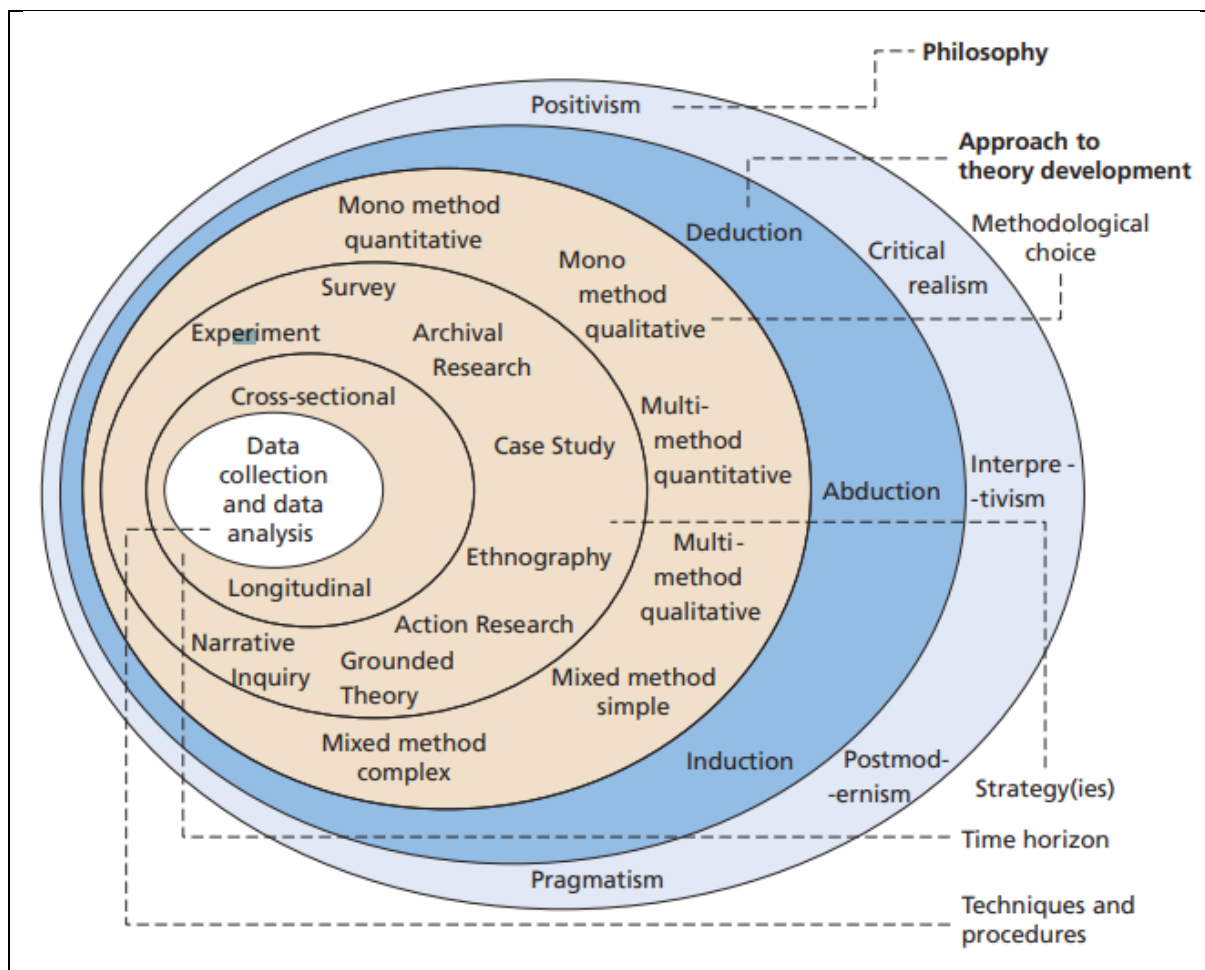 Philosophy
Positivism
Approach to
theory development
Mono method
quantitative
Deduction
Methodological
choice
Critical
realism
Mono
method
qualitative
Survey
Experiment
Archival
Research
Cross-sectional
Multi-
method
quantitative
Case Study
Data
collection
and data
analysis
Interpre -
-tivism
Abduction
Multi -
method
qualitative
Ethnography
Longitudinal
Action Research
Narrative
Inquiry
Grounded
Theory
Mixed method
simple
Mixed method
complex
Induction
Postmod-
-ernism
Strategy(ies)
Time horizon
Pragmatism
Techniques and
procedures